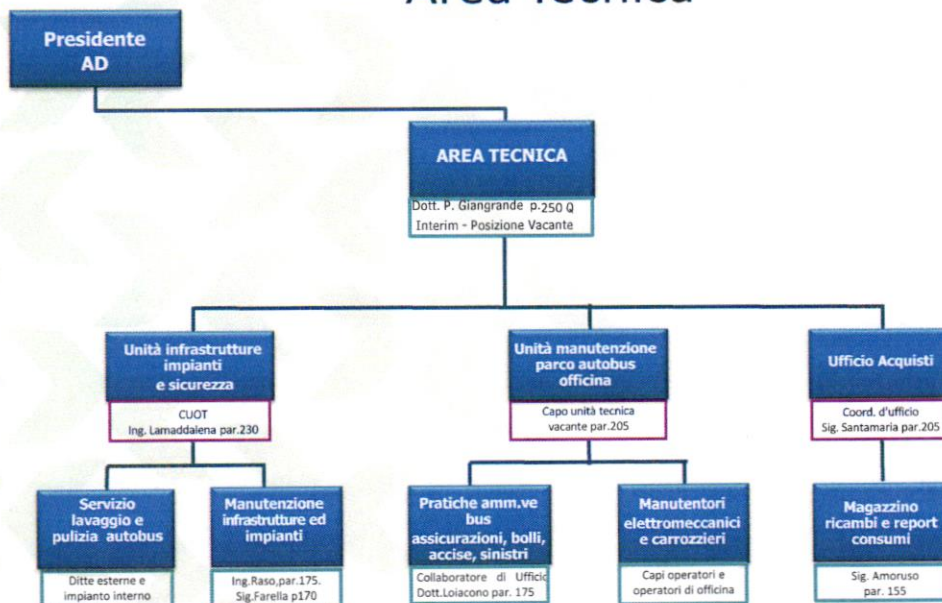 Area Tecnica
Presidente
AD
AREA TECNICA
Dott. P. Giangrande p.250 Q
Interim - Posizione Vacante
Unità infrastrutture
impianti
e sicurezza
CUOT
Ing. Lamaddalena par.230
Unità manutenzione
parco autobus
officina
Capo unità tecnica
vacante par.205
Ufficio Acquisti
Coord. d'ufficio
Sig. Santamaria par.205
Servizio
lavaggio e
pulizia autobus
Ditte esterne e
impianto interno
Manutenzione
infrastrutture ed
impianti
Ing.Raso,par.175.
Sig.Farella p170
Pratiche amm.ve
bus
assicurazioni, bolli,
accise, sinistri
Collaboratore di Ufficio
Dott.Loiacono par. 175
Manutentori
elettromeccanici
e carrozzieri
Capi operatori e
operatori di officina
Magazzino
ricambi e report
consumi
Sig. Amoruso
par. 155